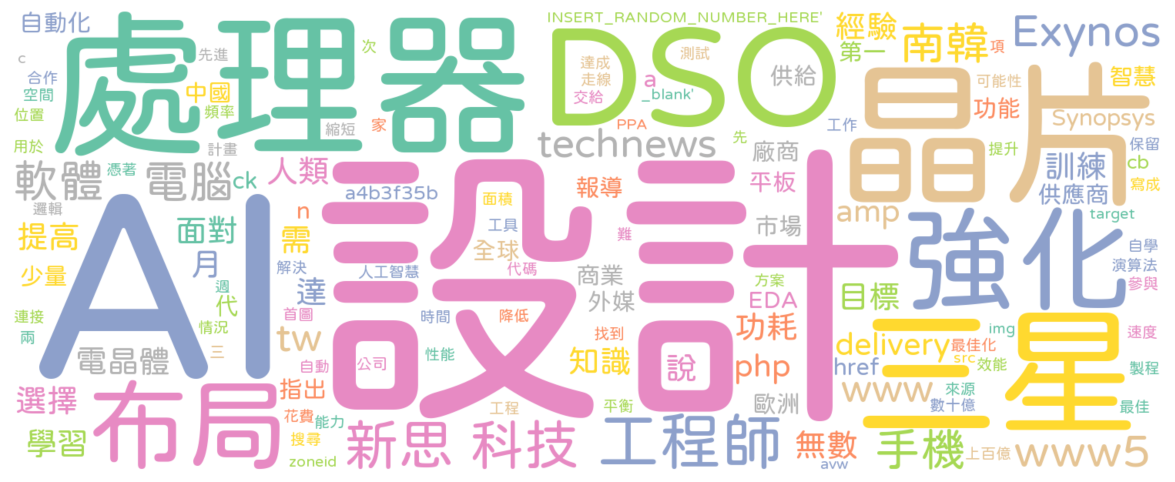 自動化
INSERT_RANDOM_NUMBER_HERE'
經驗
南韓
項
Exynos
處理器
DSO
第一
晶片
c
先進
次
達成
走線
測試
供給
合作
空間
中國
頻率
a
交給
_blank'
可能性
功能
智慧
Synopsys
位置
縮短
家
PPA
technews
先
工作
用於
計畫
廠商
提升
保留
軟體
憑著
電腦
ck
人類
a4b3f35b
報導
平板
訓練
cb
供應商
寫成
邏輯
n
面積
工具
難
市場
amp
target
提高
面對
需
全球
強化
自學
演算法
AI
設計
少量
月
解決
人工智慧
代碼
商業
方案
參與
週
代
達
外媒
EDA
目標
連接
首圖
時間
降低
功耗
三星
兩
情況
tw
找到
img
速度
電晶體
三
性能
知識
說
php
delivery
最佳化
href
src
效能
製程
自動
公司
選擇
布局
指出
www
來源
數十億
最佳
花費
能力
工程
平衡
歐洲
學習
搜尋
新思
科技
工程師
無數
手機
上百億
www5
zoneid
avw